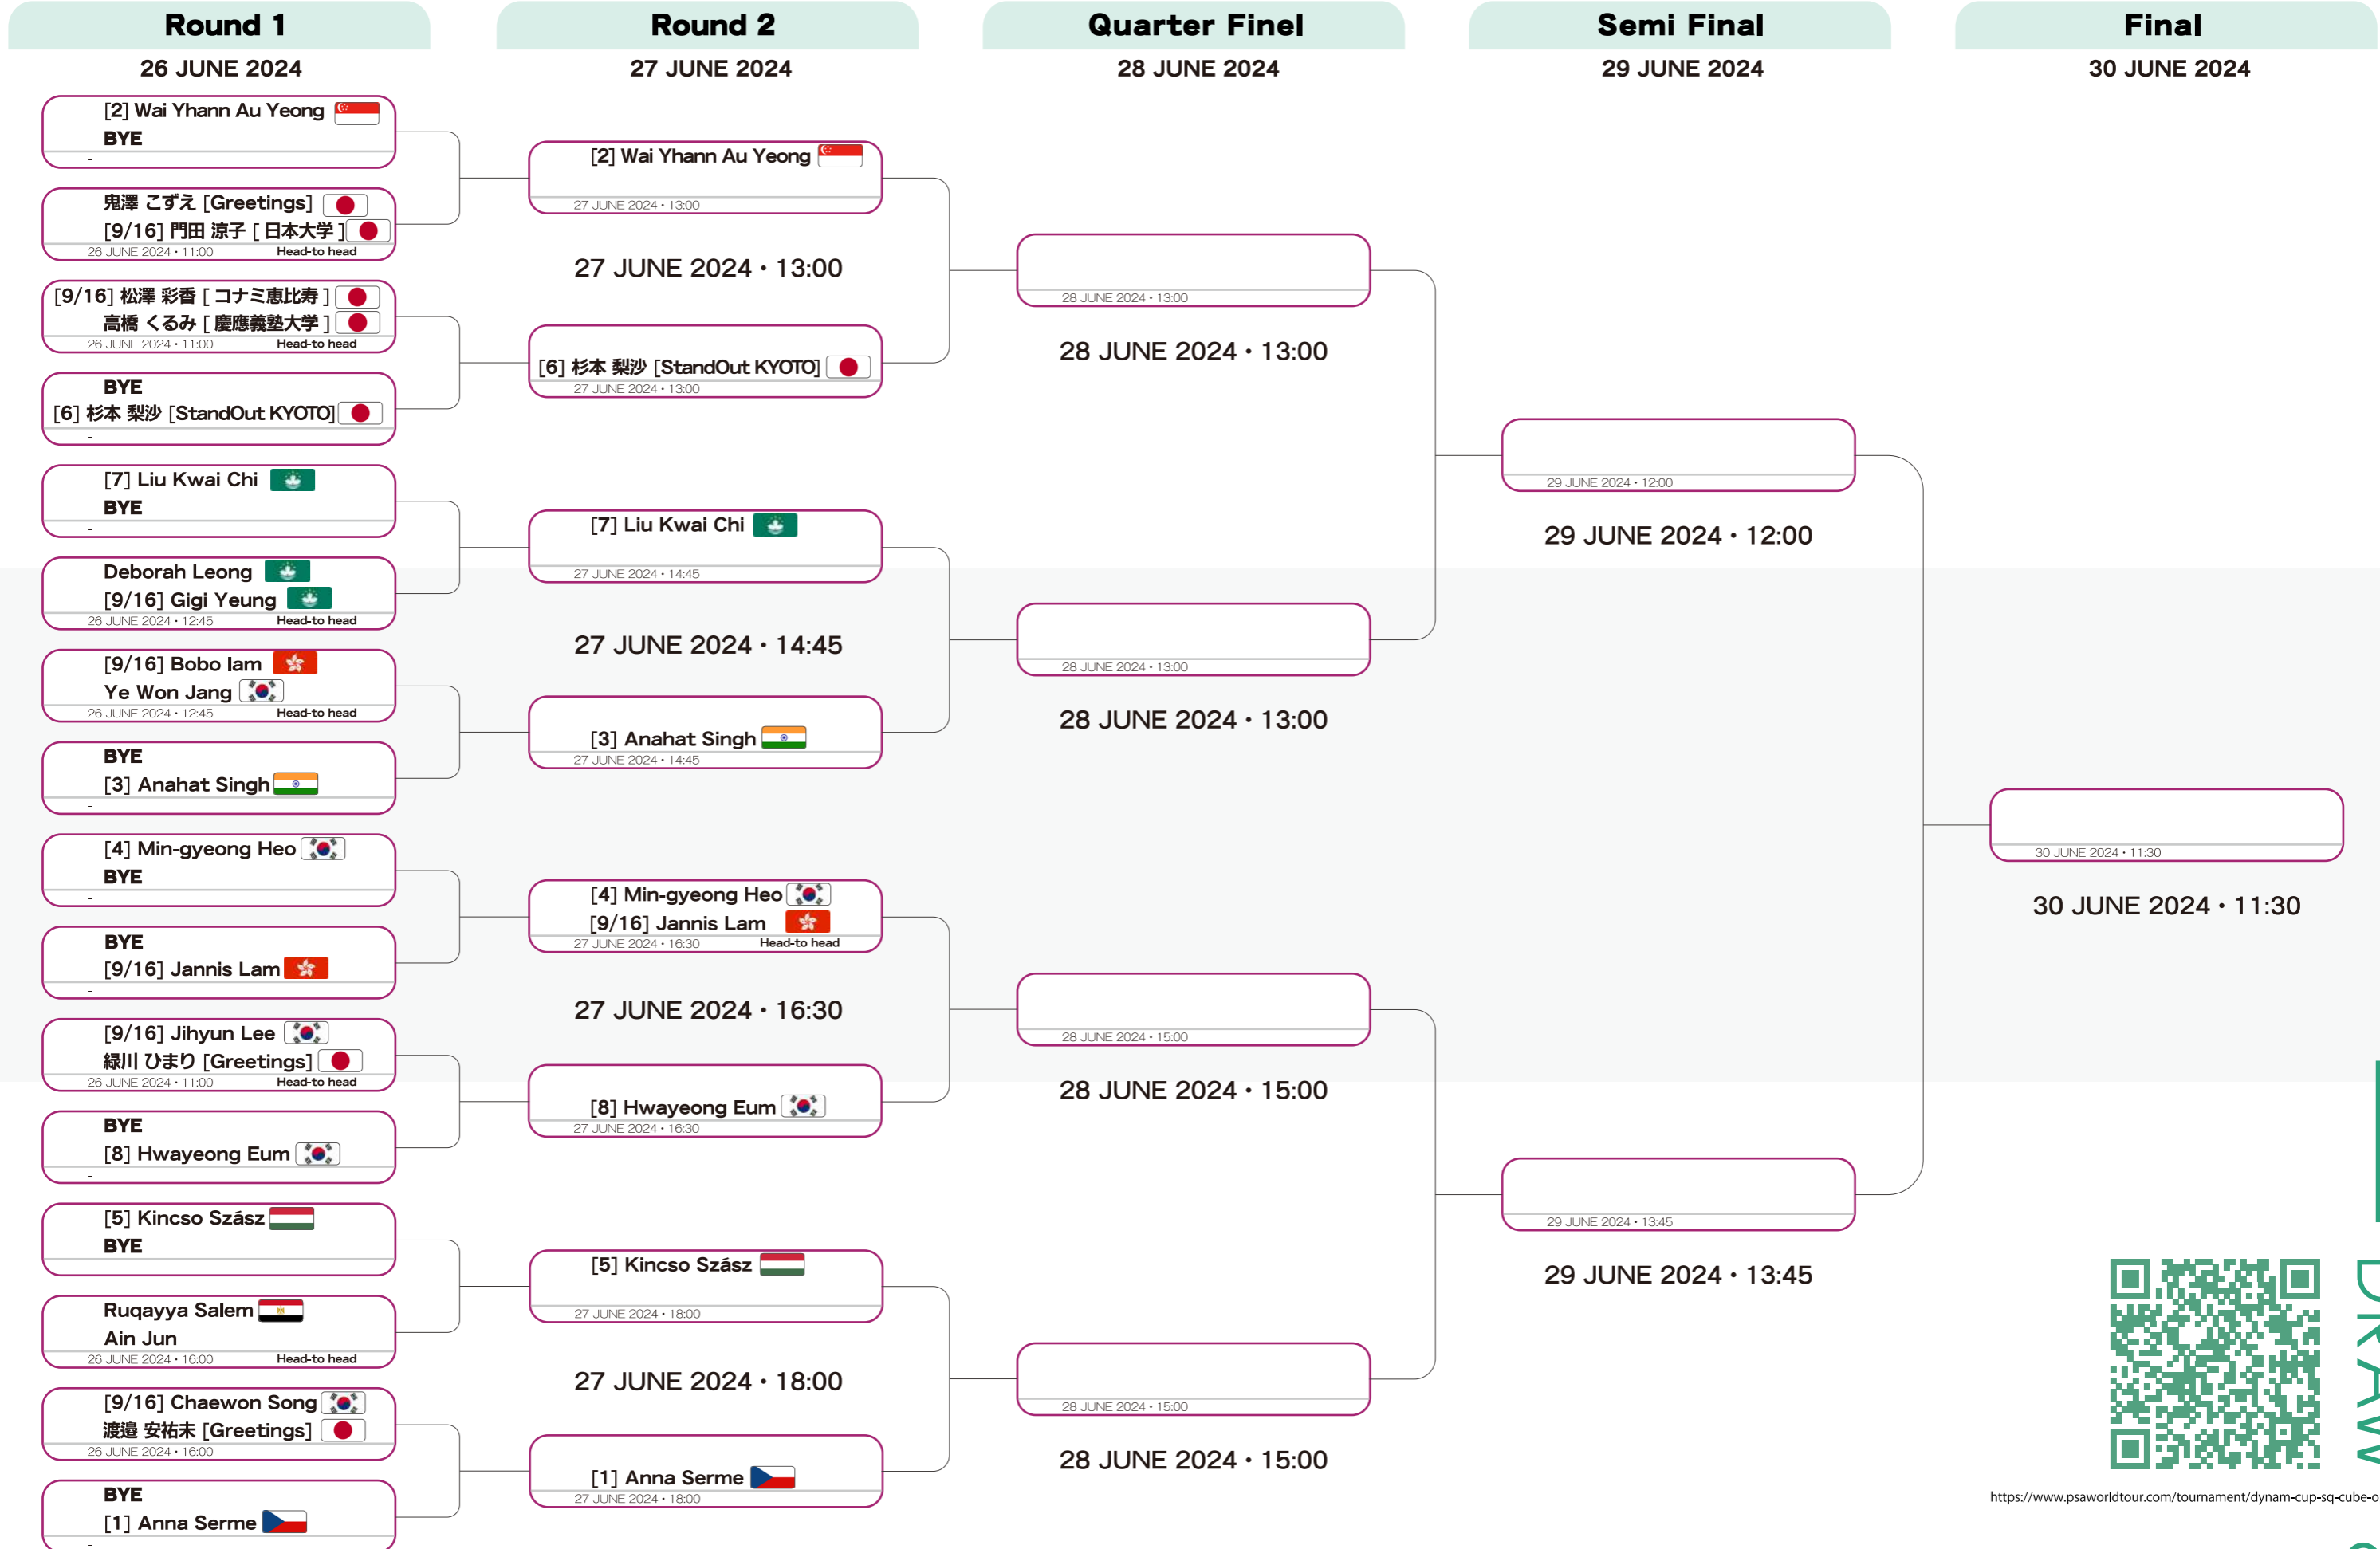 Round 1
26 JUNE 2024
[2] Wai Yhann Au Yeong
BYE
-
鬼澤 こずえ [Greetings]
[9/16] 門田 涼子 [ 日本大学 ]
26 JUNE 2024・11:00 Head-to head
[9/16] 松澤 彩香 [ コナミ恵比寿 ]
高橋 くるみ [ 慶應義塾大学 ]
26 JUNE 2024・11:00 Head-to head
BYE
[6] 杉本 梨沙 [StandOut KYOTO]
-
[7] Liu Kwai Chi
BYE
-
Deborah Leong
[9/16] Gigi Yeung
26 JUNE 2024・12:45 Head-to head
[9/16] Bobo lam
Ye Won Jang
26 JUNE 2024・12:45 Head-to head
BYE
[3] Anahat Singh
-
[4] Min-gyeong Heo
BYE
-
BYE
[9/16] Jannis Lam
-
[9/16] Jihyun Lee
緑川 ひまり [Greetings]
26 JUNE 2024・11:00 Head-to head
BYE
[8] Hwayeong Eum
-
[5] Kincso Szász
BYE
-
Ruqayya Salem
Ain Jun
26 JUNE 2024・16:00 Head-to head
[9/16] Chaewon Song
渡邉 安祐未 [Greetings]
26 JUNE 2024・16:00
BYE
[1] Anna Serme
-
Round 2
27 JUNE 2024
[2] Wai Yhann Au Yeong
27 JUNE 2024・13:00
27 JUNE 2024・13:00
[6] 杉本 梨沙 [StandOut KYOTO]
27 JUNE 2024・13:00
[7] Liu Kwai Chi
27 JUNE 2024・14:45
27 JUNE 2024・14:45
[3] Anahat Singh
27 JUNE 2024・14:45
[4] Min-gyeong Heo
[9/16] Jannis Lam
27 JUNE 2024・16:30 Head-to head
27 JUNE 2024・16:30
[8] Hwayeong Eum
27 JUNE 2024・16:30
[5] Kincso Szász
27 JUNE 2024・18:00
27 JUNE 2024・18:00
[1] Anna Serme
27 JUNE 2024・18:00
Quarter Finel
28 JUNE 2024
28 JUNE 2024・13:00
28 JUNE 2024・13:00
28 JUNE 2024・13:00
28 JUNE 2024・13:00
28 JUNE 2024・15:00
28 JUNE 2024・15:00
28 JUNE 2024・15:00
28 JUNE 2024・15:00
Semi Final
29 JUNE 2024
29 JUNE 2024・12:00
29 JUNE 2024・12:00
29 JUNE 2024・13:45
29 JUNE 2024・13:45
Final
30 JUNE 2024
30 JUNE 2024・11:30
30 JUNE 2024・11:30
DRAW
https://www.psaworldtour.com/tournament/dynam-cup-sq-cube-o